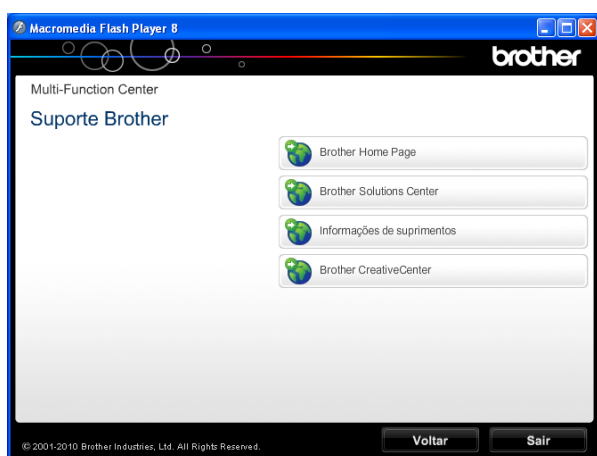 Macromedia Flash Player 8
brother
Multi-Function Center
Suporte Brother
Brother Home Page
Brother Solutions Center
Informações de suprimentos
Brother CreativeCenter
© 2001-2010 Brother Industries, Ltd. All Rights Reserved.
Voltar
Sair